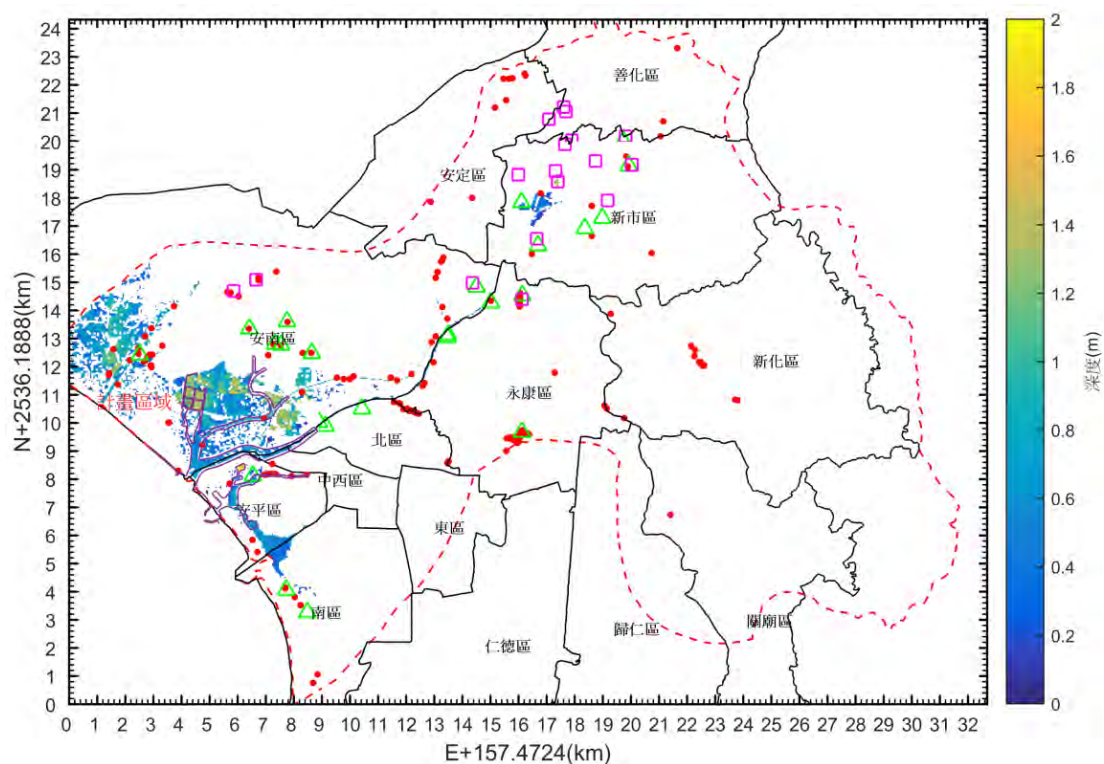 善化區
安定區
新市區
安南區
新化區
計畫區域
永康區
北區
中西區
安平區
東區
南區
仁德區
歸仁區
關廟區
24
23
22
21
20
19
18
17
16
15
14
13
12
11
10
9
8
7
6
5
4
3
2
1
0
N+2536.1888(km)
0 1 2 3 4 5 6 7 8 9 10 11 12 13 14 15 16 17 18 19 20 21 22 23 24 25 26 27 28 29 30 31 32
E+157.4724(km)
2
1.8
1.6
1.4
1.2
1
0.8
0.6
0.4
0.2
0
深度(m)